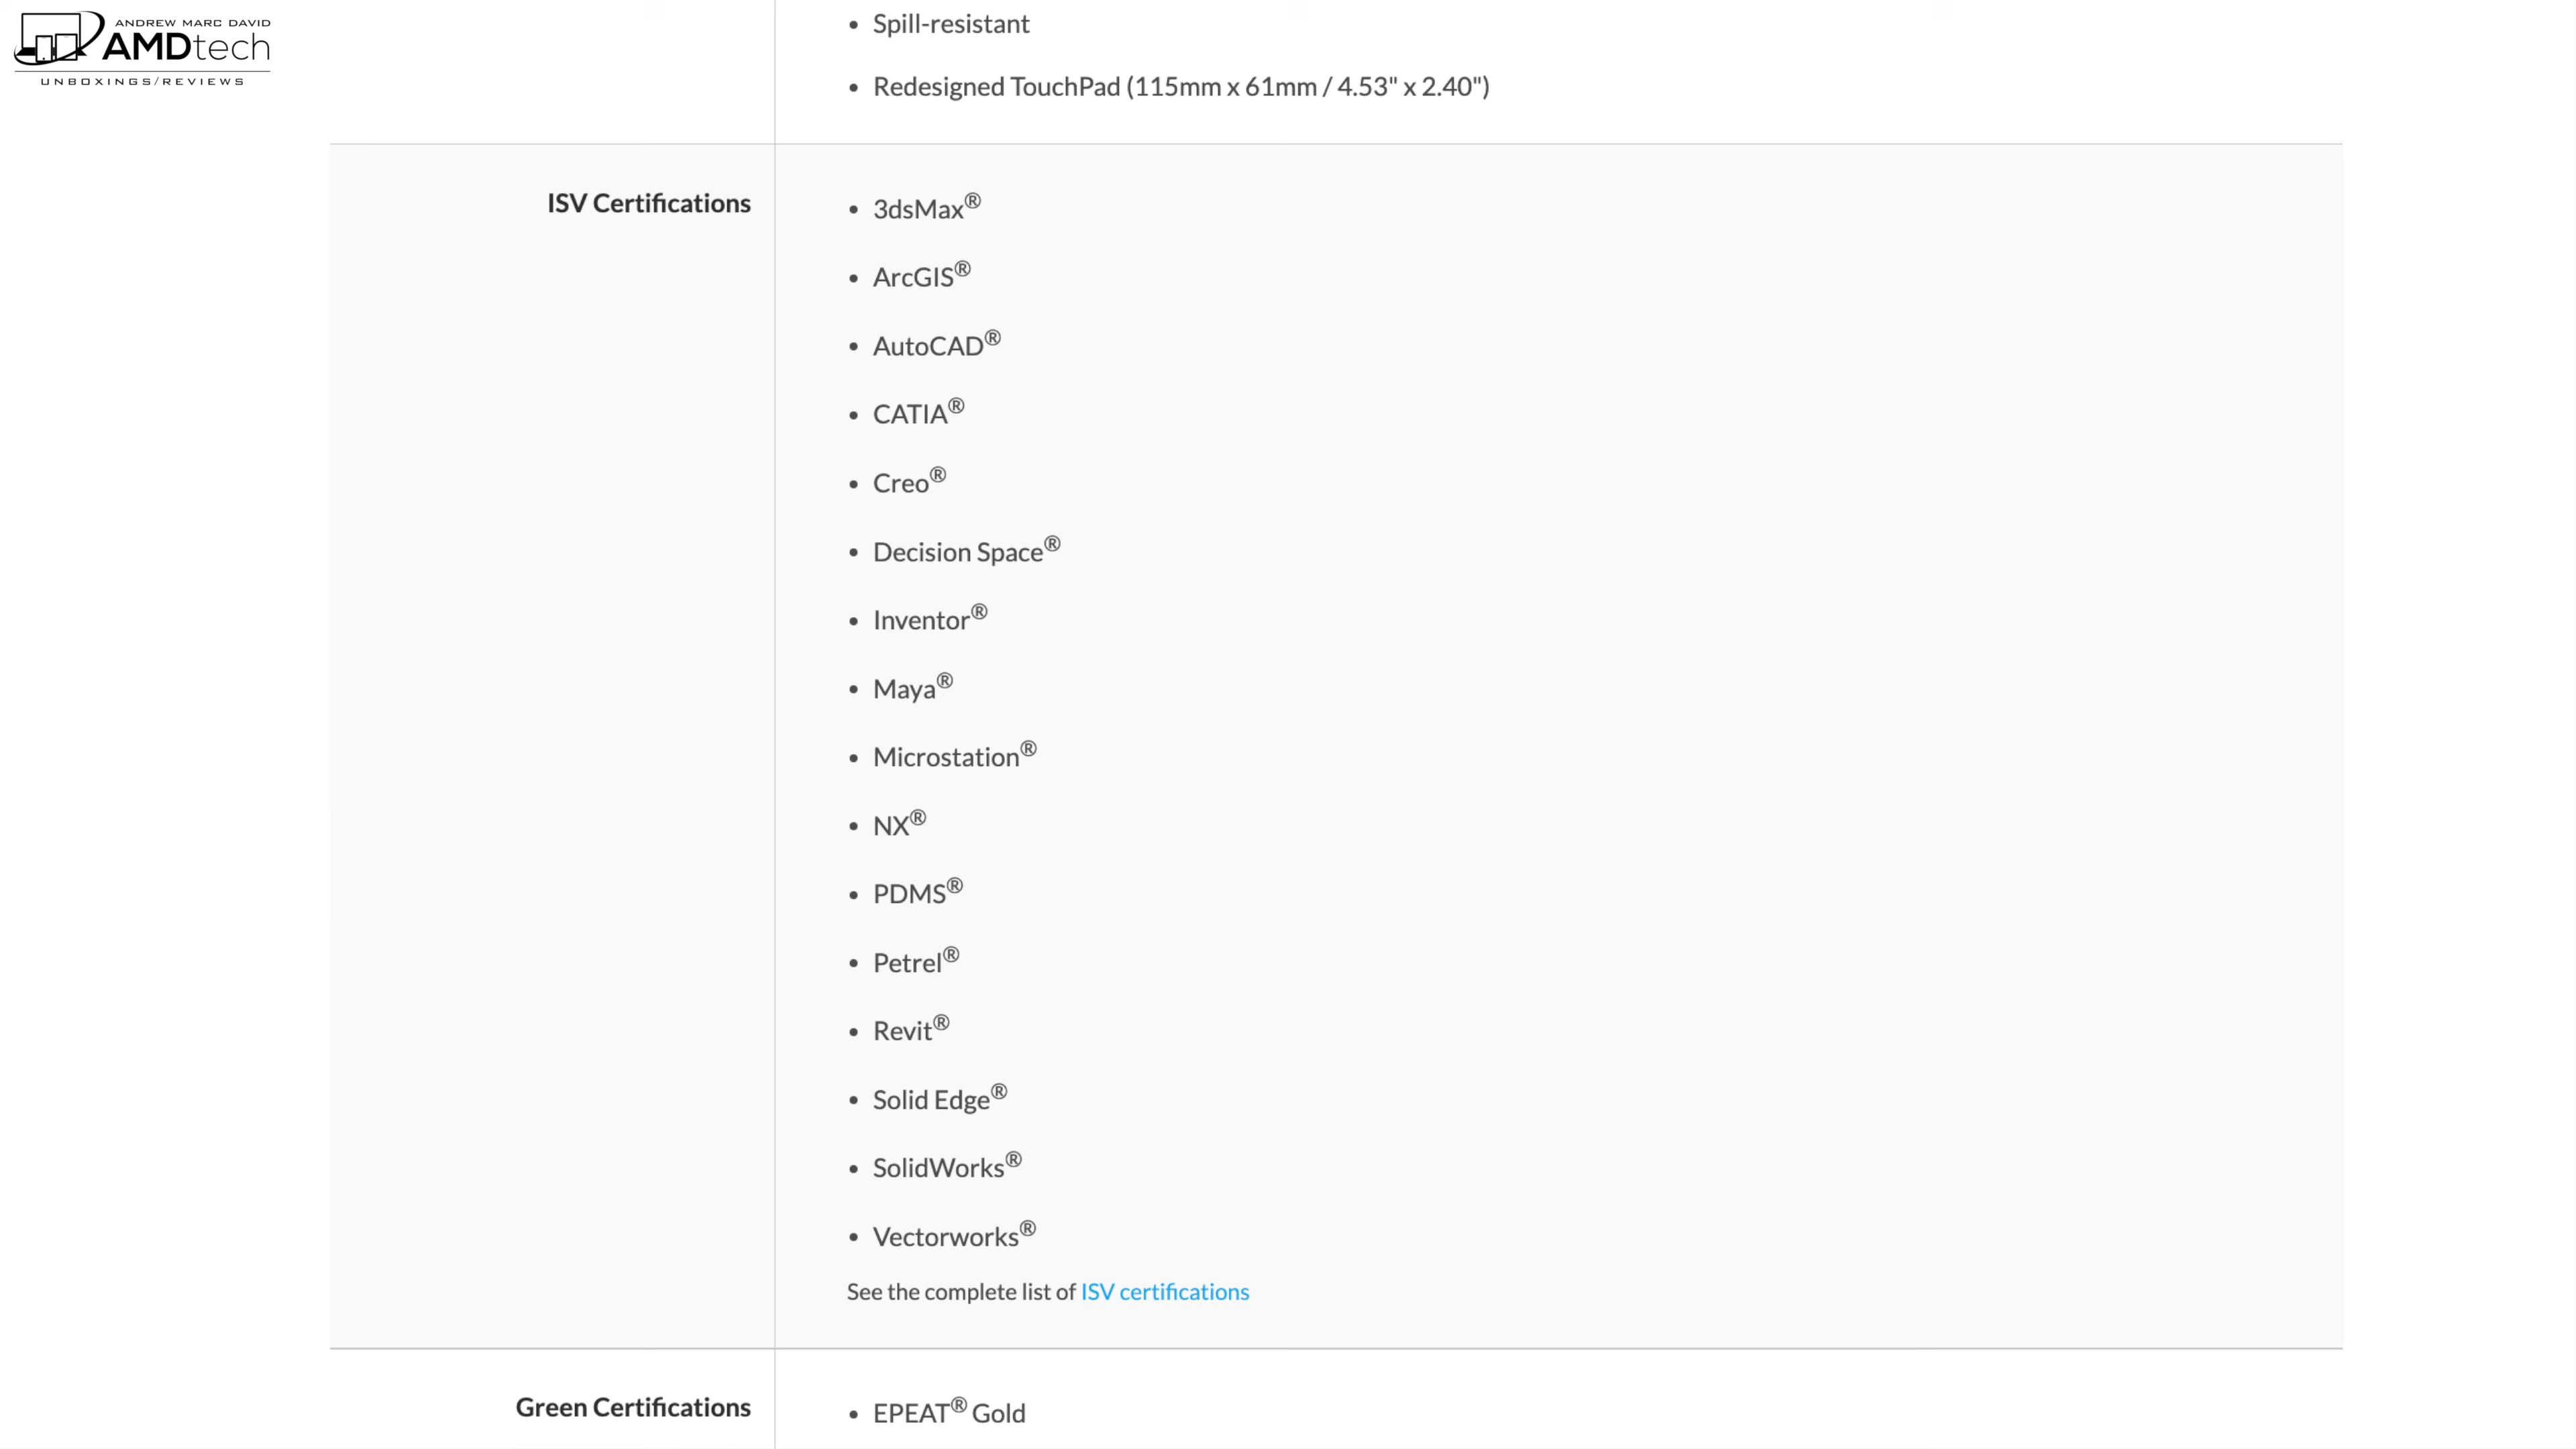 ANDREW MARC DAVID
AMDtech
UNBOXINGS/REVIEWS
• Spill-resistant
• Redesigned TouchPad (115mm x 61mm / 4.53" x 2.40")
ISV Certifications
• 3dsMax®
• ArcGIS®
• AutoCAD®
• CATIA®
• Creo®
• Decision Space®
• Inventor®
• Maya®
• Microstation®
• NX®
• PDMS®
• Petrel®
• Revit®
• Solid Edge®
• SolidWorks®
• Vectorworks®
See the complete list of ISV certifications
Green Certifications
• EPEAT® Gold